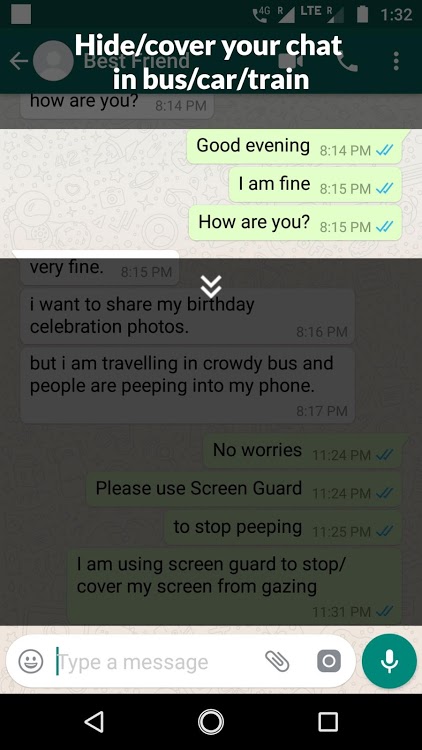 4G R LTE R 1:32
Hide/cover your chat
Best Friend
in bus/car/train
how are you? 8:14 PM
Good evening 8:14 PM
I am fine 8:15 PM
How are you? 8:15 PM
very fine. 8:15 PM
i want to share my birthday
celebration photos. 8:16 PM
but i am travelling in crowdy bus and
people are peeping into my phone.
8:17 PM
No worries 11:24 PM
Please use Screen Guard 11:24 PM
to stop peeping 11:25 PM
I am using screen guard to stop/
cover my screen from gazing
11:31 PM
Type a message